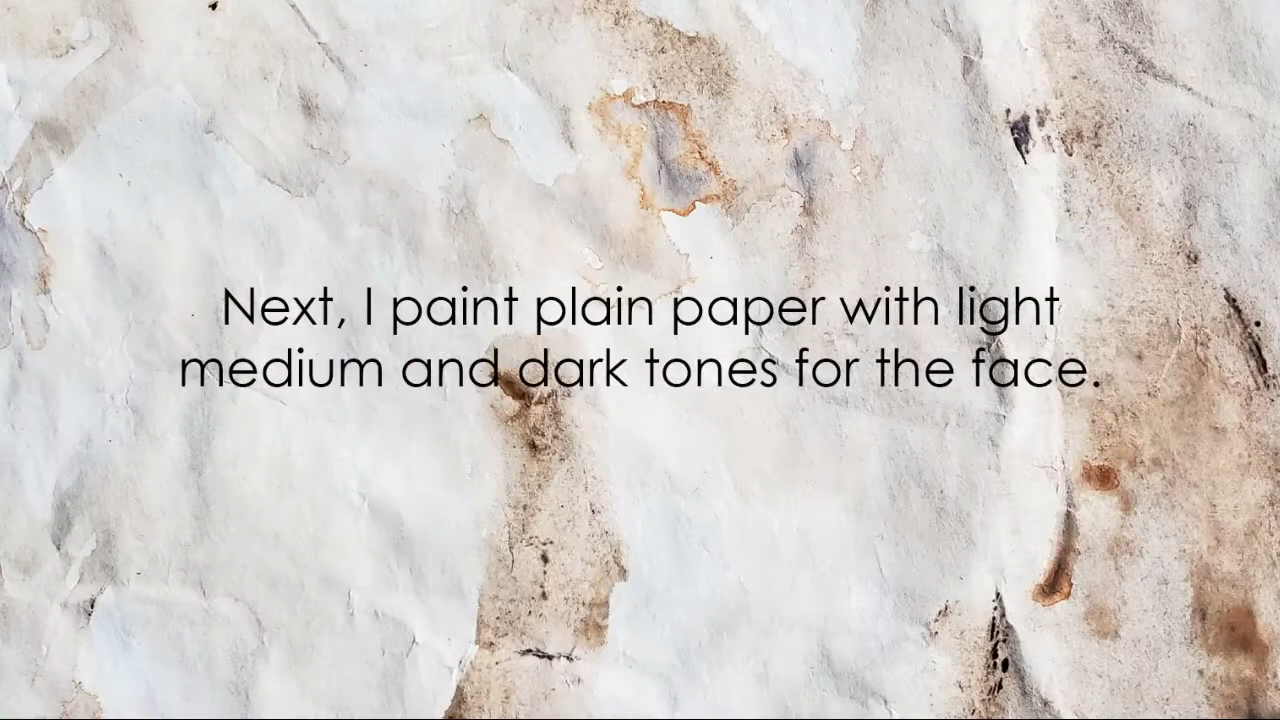 Next, I paint plain paper with light
medium and dark tones for the face.